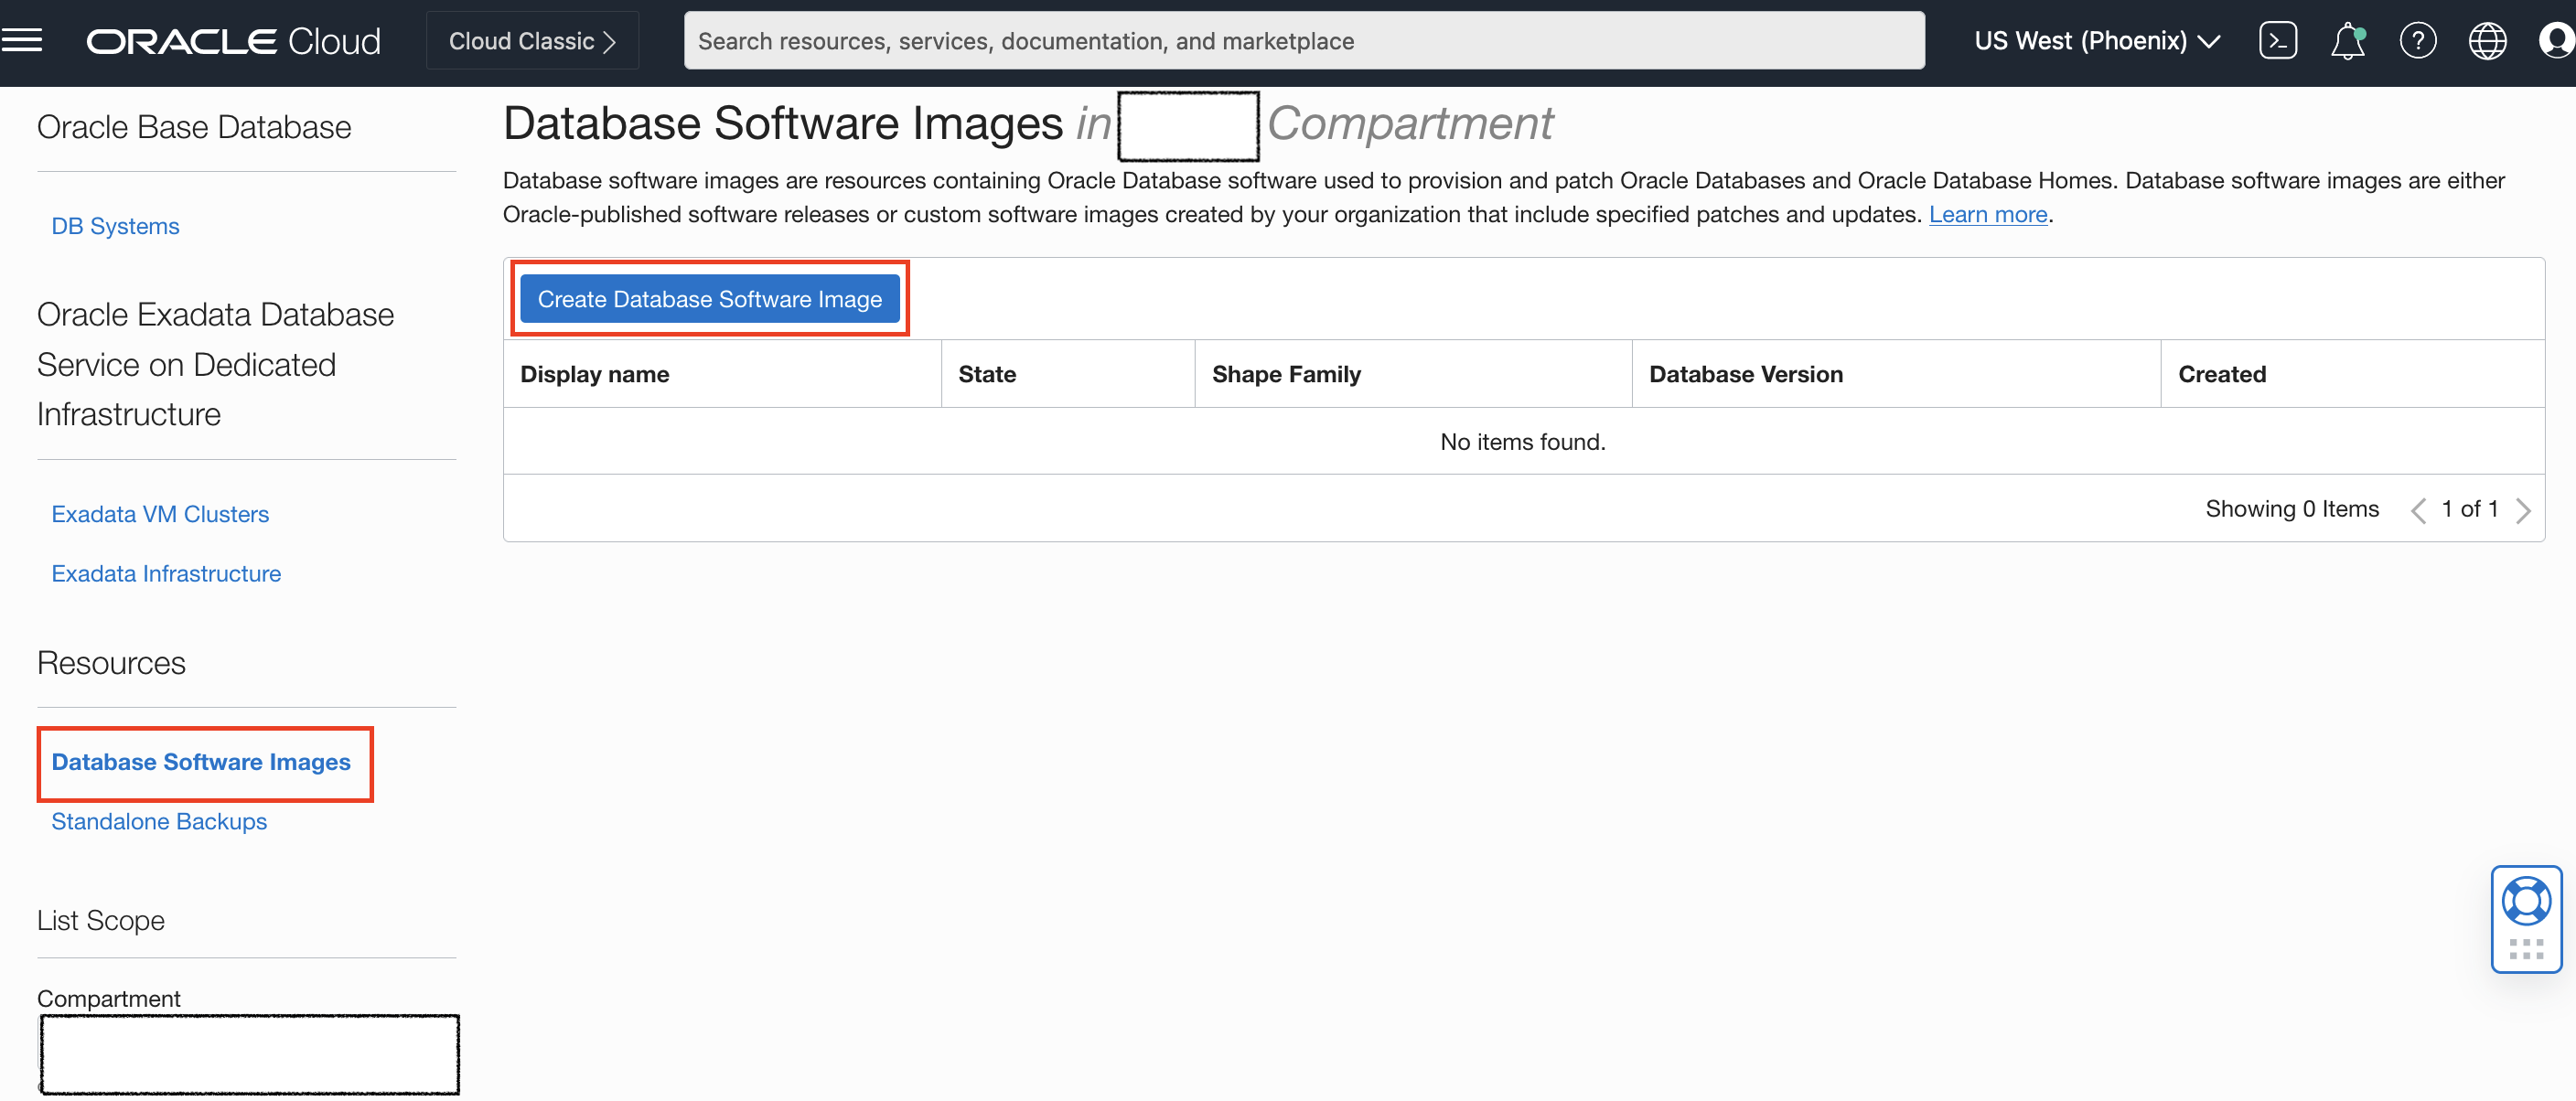 ORACLE Cloud
Cloud Classic
Search resources, services, documentation, and marketplace
US West (Phoenix)
Oracle Base Database
DB Systems
Oracle Exadata Database
Service on Dedicated
Infrastructure
Exadata VM Clusters
Exadata Infrastructure
Resources
Database Software Images
Standalone Backups
List Scope
Compartment
Database Software Images in Compartment
Database software images are resources containing Oracle Database software used to provision and patch Oracle Databases and Oracle Database Homes. Database software images are either
Oracle-published software releases or custom software images created by your organization that include specified patches and updates. Learn more.
Create Database Software Image
Display name State Shape Family Database Version Created
No items found.
Showing 0 Items 1 of 1